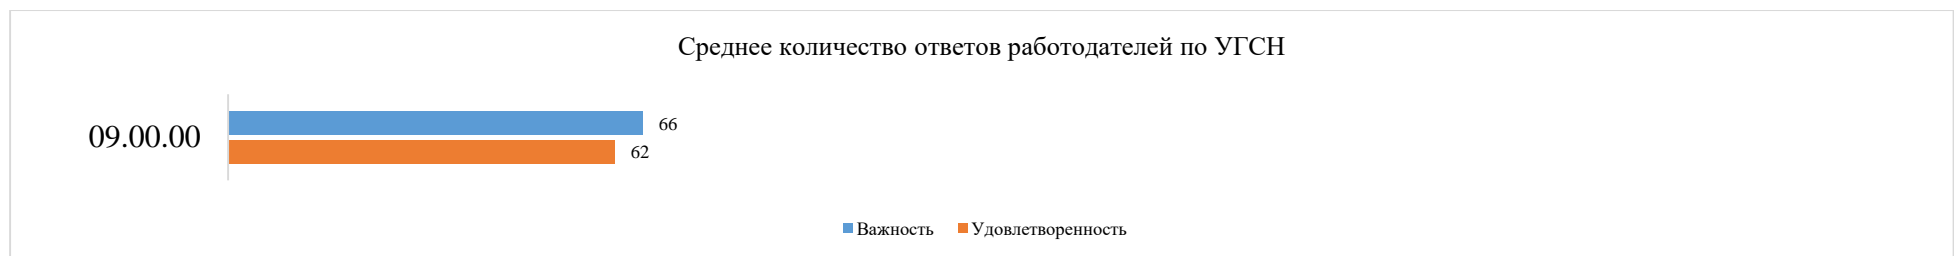 Среднее количество ответов работодателей по УГСН
09.00.00
66
62
Важность Удовлетворенность